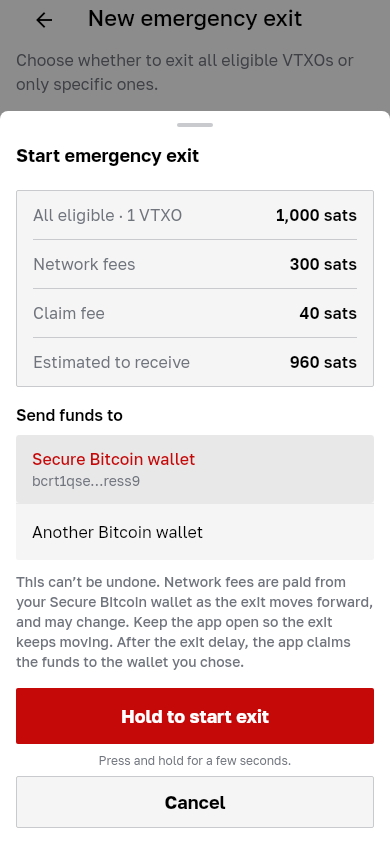 New emergency exit
Choose whether to exit all eligible VTXOs or
only specific ones.
Start emergency exit
All eligible · 1 VTXO 1,000 sats
Network fees 300 sats
Claim fee 40 sats
Estimated to receive 960 sats
Send funds to
Secure Bitcoin wallet
bcrt1qse...ress9
Another Bitcoin wallet
This can’t be undone. Network fees are paid from
your Secure Bitcoin wallet as the exit moves forward,
and may change. Keep the app open so the exit
keeps moving. After the exit delay, the app claims
the funds to the wallet you chose.
Hold to start exit
Press and hold for a few seconds.
Cancel